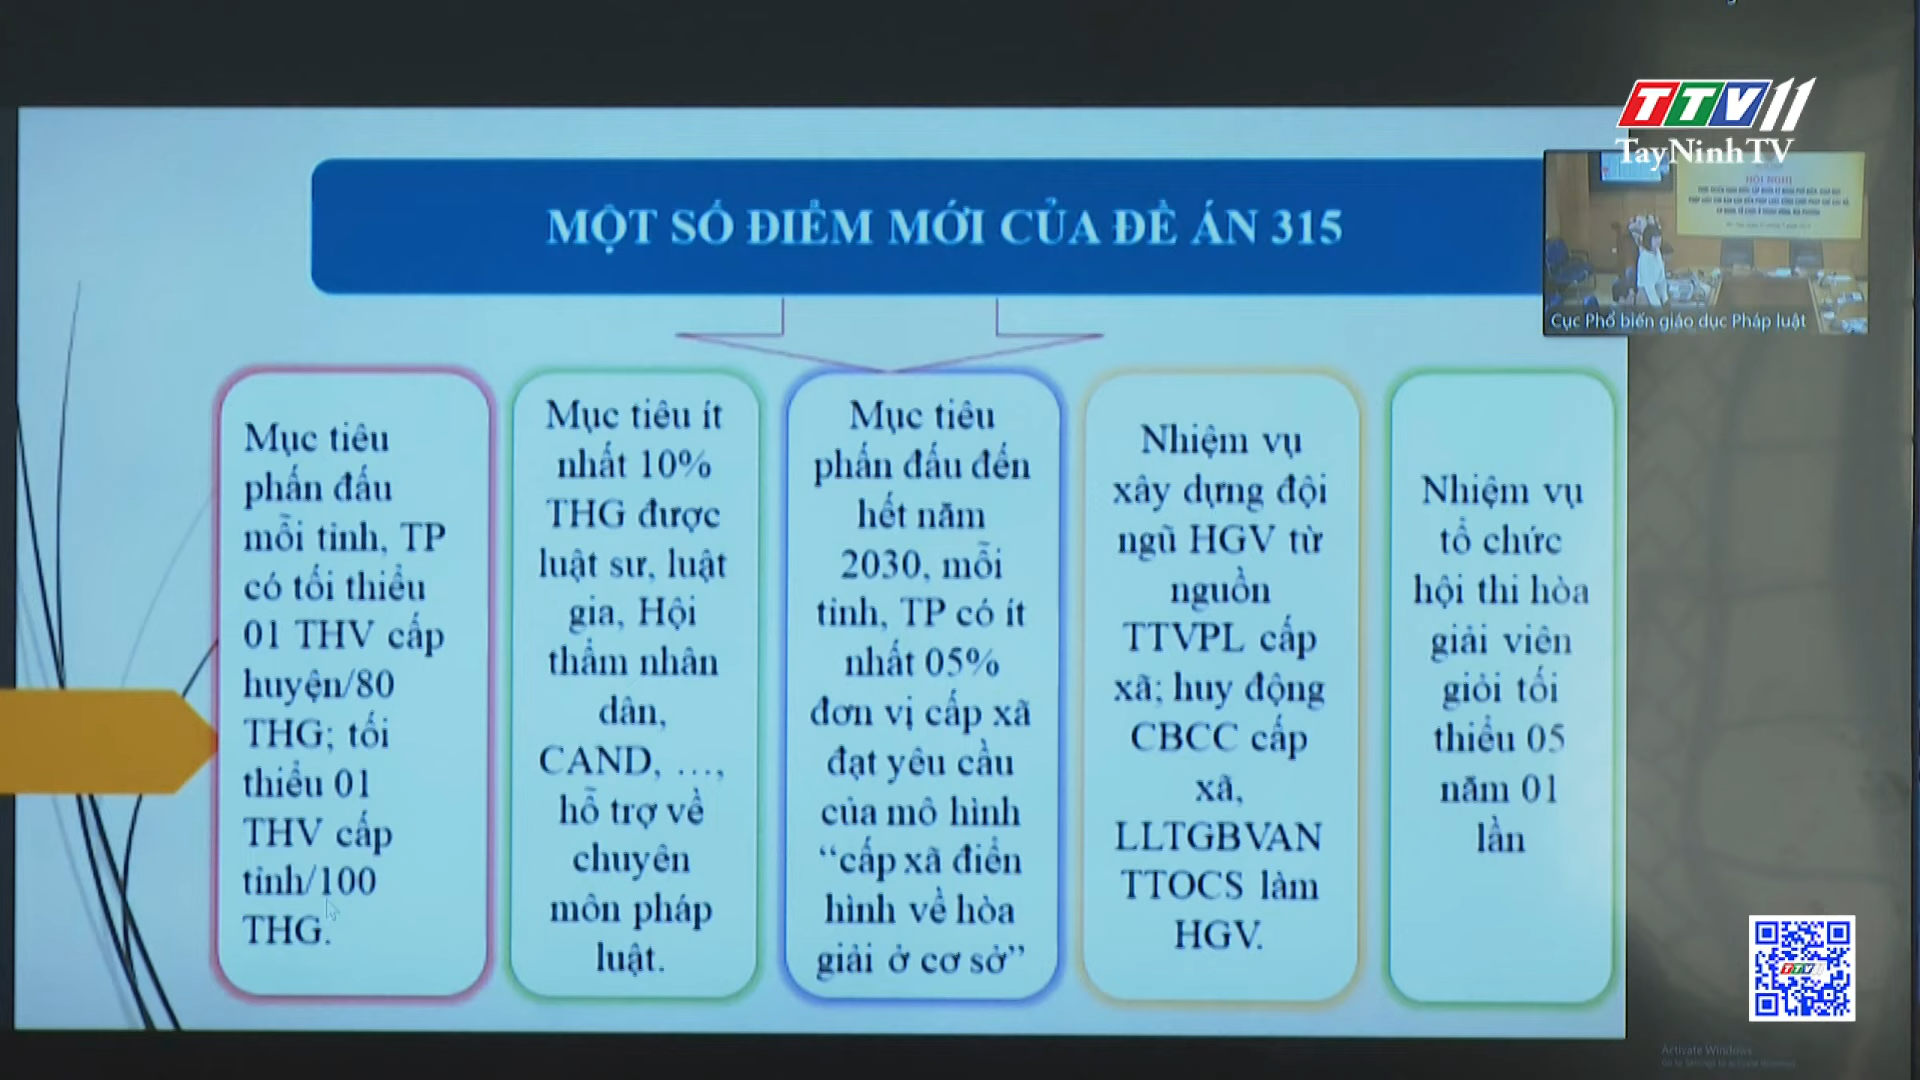 TTV11
TayNinhTV
MỘT SỐ ĐIỂM MỚI CỦA ĐỀ ÁN 315
HỘI NGHỊ
Cục Phổ biến giáo dục Pháp luật
Mục tiêu
phấn đấu
mỗi tỉnh, TP
có tối thiểu
01 THV cấp
huyện/80
THG; tối
thiểu 01
THV cấp
tỉnh/100
THG.
Mục tiêu ít
nhất 10%
THG được
luật sư, luật
gia, Hội
thẩm nhân
dân,
CAND, ...,
hỗ trợ về
chuyên
môn pháp
luật.
Mục tiêu
phấn đấu đến
hết năm
2030, mỗi
tỉnh, TP có ít
nhất 05%
đơn vị cấp xã
đạt yêu cầu
của mô hình
“cấp xã điển
hình về hòa
giải ở cơ sở”
Nhiệm vụ
xây dựng đội
ngũ HGV từ
nguồn
TTVPL cấp
xã; huy động
CBCC cấp
xã,
LLTGBVAN
TTOCS làm
HGV.
Nhiệm vụ
tổ chức
hội thi hòa
giải viên
giỏi tối
thiểu 05
năm 01
lần
TTV11
Activate Windows